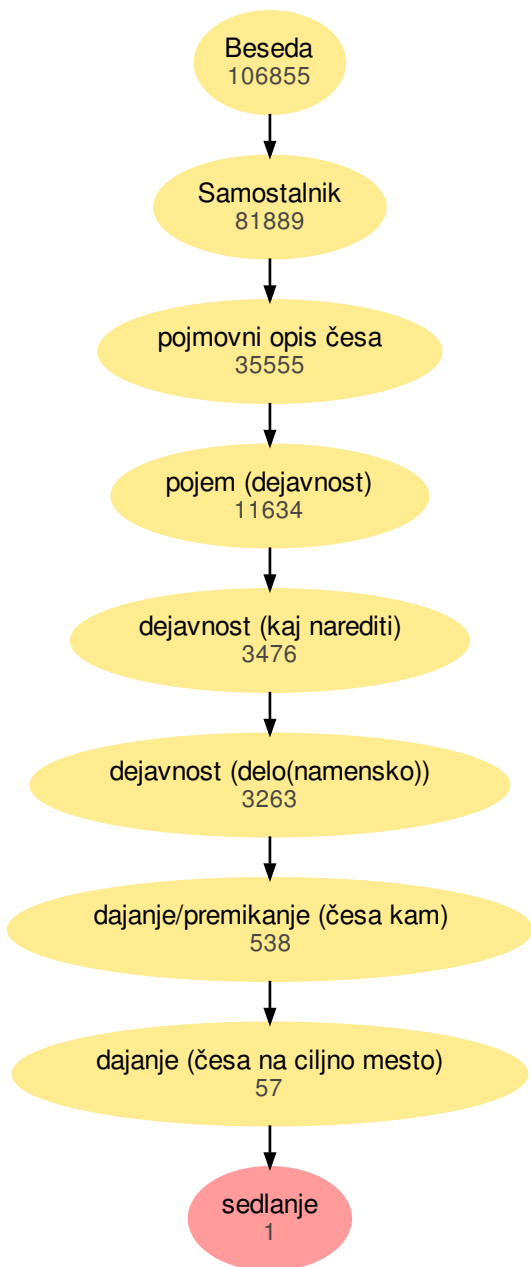 Beseda
106855
Samostalnik
81889
pojmovni opis česa
35555
pojem (dejavnost)
11634
dejavnost (kaj narediti)
3476
dejavnost (delo(namensko))
3263
dajanje/premikanje (česa kam)
538
dajanje (česa na ciljno mesto)
57
sedlanje
1